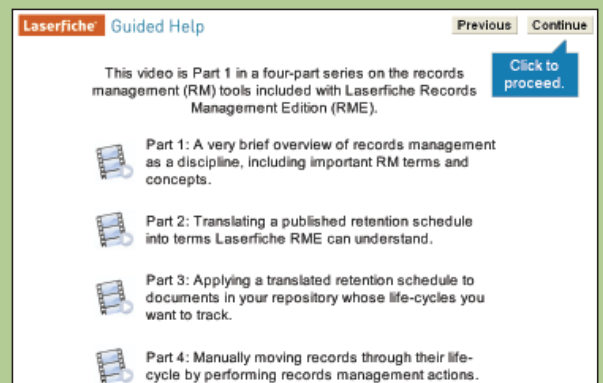 Laserfiche Guided Help
Previous Continue
Click to
proceed.
This video is Part 1 in a four-part series on the records
management (RM) tools included with Laserfiche Records
Management Edition (RME).
Part 1: A very brief overview of records management
as a discipline, including important RM terms and
concepts.
Part 2: Translating a published retention schedule
into terms Laserfiche RME can understand.
Part 3: Applying a translated retention schedule to
documents in your repository whose life-cycles you
want to track.
Part 4: Manually moving records through their life-
cycle by performing records management actions.